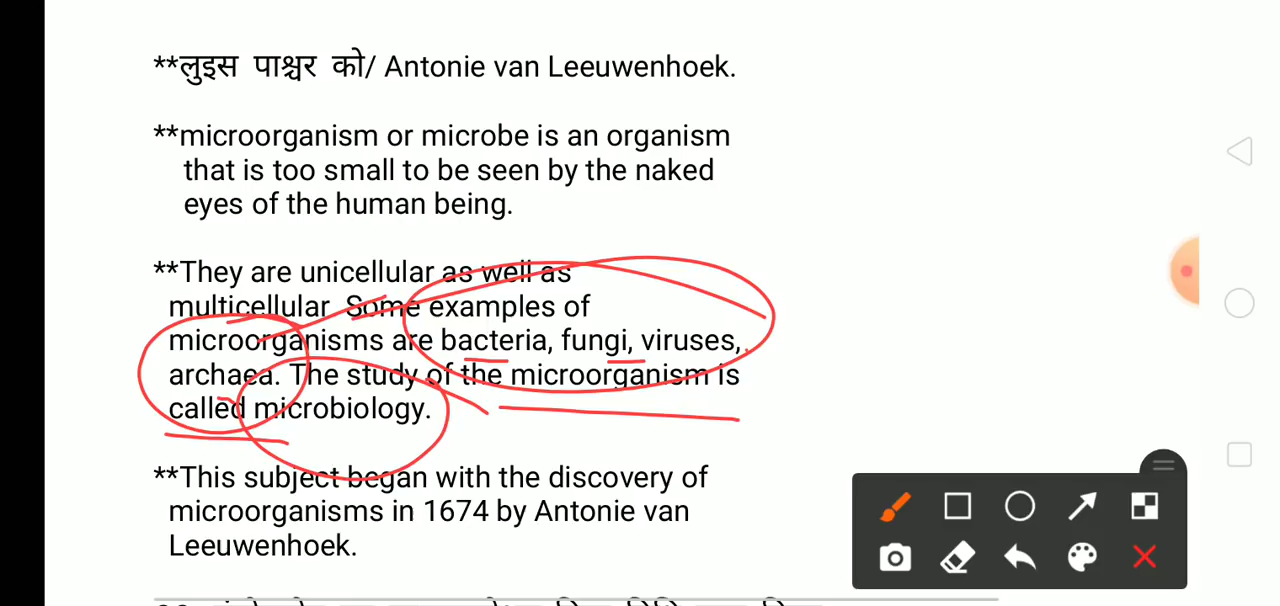 **लुइस पाश्चर को/ Antonie van Leeuwenhoek.
**microorganism or microbe is an organism
that is too small to be seen by the naked
eyes of the human being.
**They are unicellular as well as
multicellular. Some examples of
microorganisms are bacteria, fungi, viruses,
archaea. The study of the microorganism is
called microbiology.
**This subject began with the discovery of
microorganisms in 1674 by Antonie van
Leeuwenhoek.